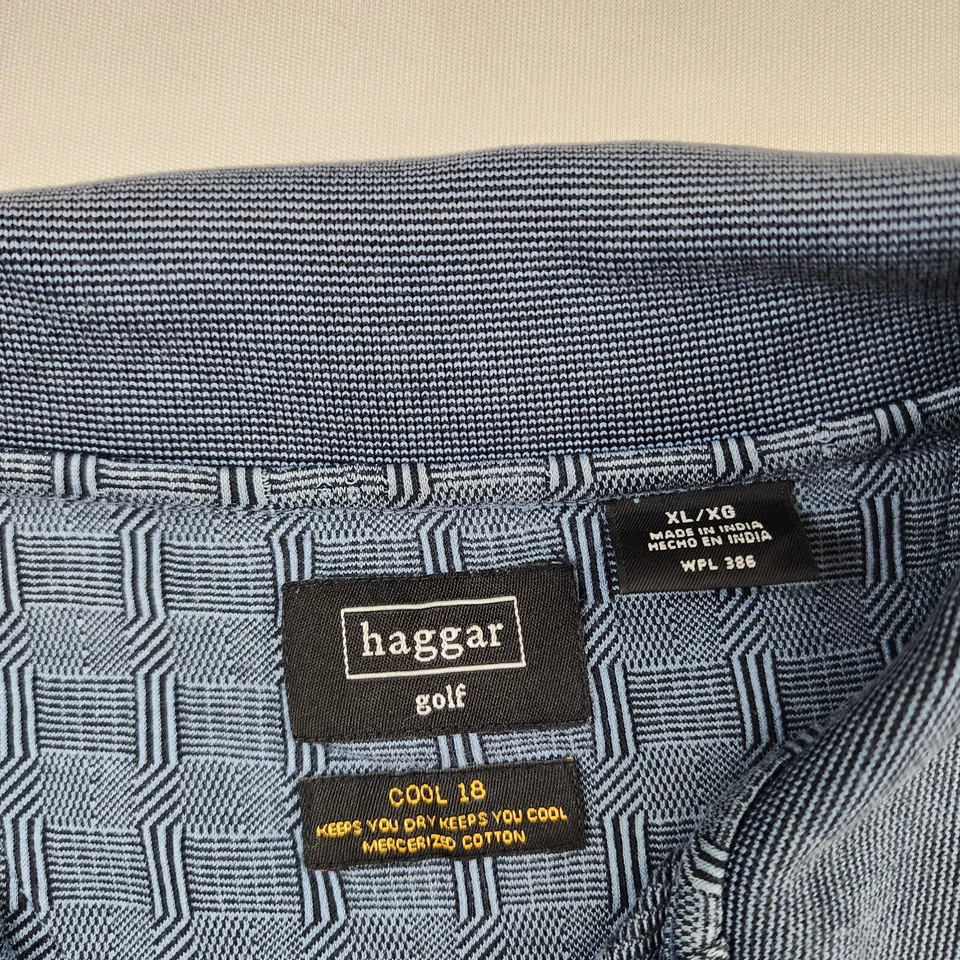 XL/XG
MADE IN INDIA
HECHO EN INDIA
WPL 386
haggar
golf
COOL 18
KEEPS YOU DRY KEEPS YOU COOL
MERCERIZED COTTON